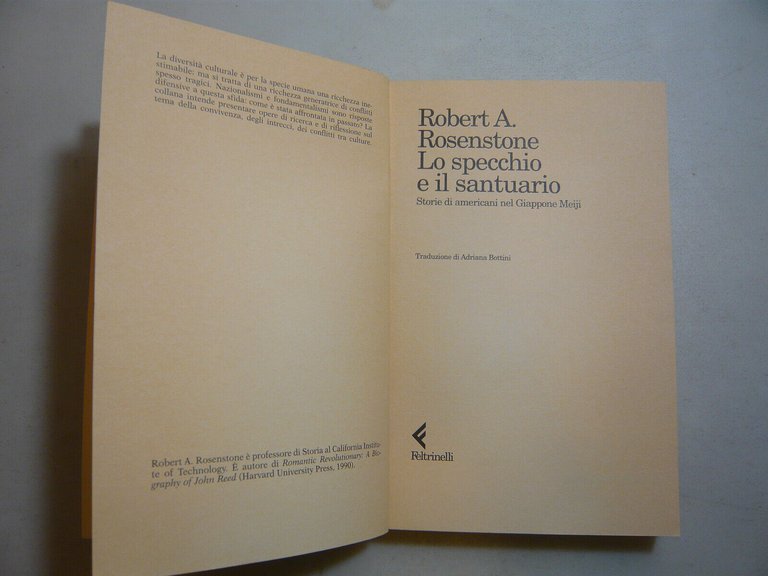 La diversità culturale è per la specie umana una ricchezza ine-
stimabile: ma si tratta di una ricchezza generatrice di conflitti
spesso tragici. Nazionalismi e fondamentalismi sono risposte
difensive a questa sfida: come è stata affrontata in passato? La
collana intende presentare opere di ricerca e di riflessione sul
tema della convivenza, degli intrecci, dei conflitti tra culture.
Robert A. Rosenstone è professore di Storia al California Institu-
te of Technology. È autore di Romantic Revolutionary: A Bio-
graphy of John Reed (Harvard University Press, 1990).
Robert A.
Rosenstone
Lo specchio
e il santuario
Storie di americani nel Giappone Meiji
Traduzione di Adriana Bottini
Feltrinelli